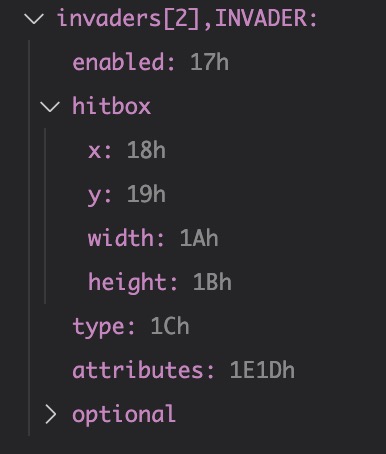 invaders[2],INVADER:
enabled: 17h
hitbox
x: 18h
y: 19h
width: 1Ah
height: 1Bh
type: 1Ch
attributes: 1E1Dh
optional